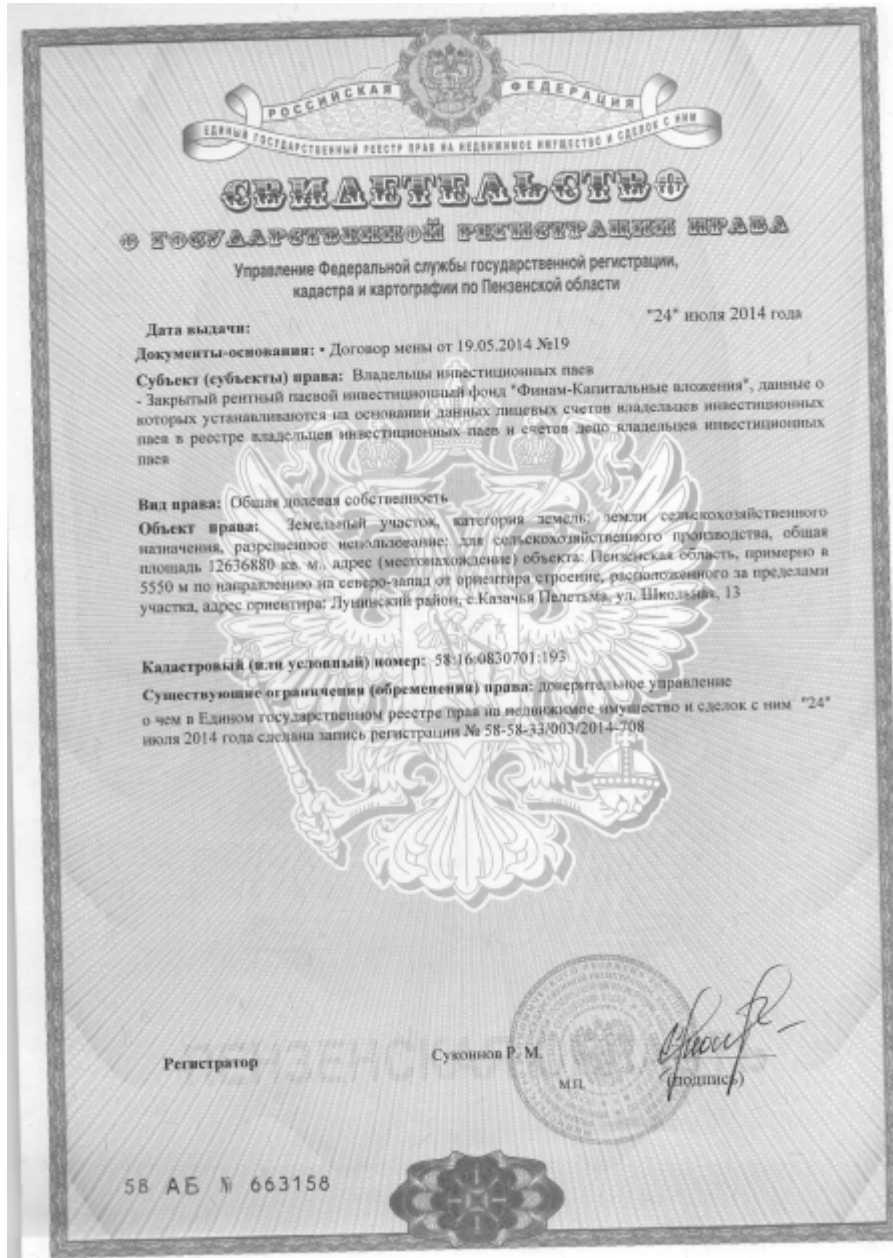 РОССИЙСКАЯ ФЕДЕРАЦИЯ
ЕДИНЫЙ ГОСУДАРСТВЕННЫЙ РЕЕСТР ПРАВ НА НЕДВИЖИМОЕ ИМУЩЕСТВО И СДЕЛОК С НИМ
СВИДЕТЕЛЬСТВО
О ГОСУДАРСТВЕННОЙ РЕГИСТРАЦИИ ПРАВА
Управление Федеральной службы государственной регистрации,
кадастра и картографии по Пензенской области
"24" июля 2014 года
Дата выдачи:
Документы-основания: • Договор мены от 19.05.2014 №19
Субъект (субъекты) права: Владельцы инвестиционных паев
- Закрытый рентный паевой инвестиционный фонд "Финам-Капитальные вложения", данные о
которых устанавливаются на основании данных лицевых счетов владельцев инвестиционных
паев в реестре владельцев инвестиционных паев и счетов депо владельцев инвестиционных
паев
Вид права: Общая долевая собственность
Объект права: Земельный участок, категория земель: земли сельскохозяйственного
назначения, разрешенное использование: для сельскохозяйственного производства, общая
площадь 12636880 кв. м., адрес (местонахождение) объекта: Пензенская область, примерно в
5550 м по направлению на северо-запад от ориентира строение, расположенного за пределами
участка, адрес ориентира: Лунинский район, с.Казачья Пелетьма, ул. Школьная, 13
Кадастровый (или условный) номер: 58:16:0830701:193
Существующие ограничения (обременения) права: доверительное управление
о чем в Едином государственном реестре прав на недвижимое имущество и сделок с ним "24"
июля 2014 года сделана запись регистрации № 58-58-33/003/2014-708
Регистратор
Суконнов Р. М.
М.П.
(подпись)
ПЕНЗЕНСКАЯ
58 АБ № 663158